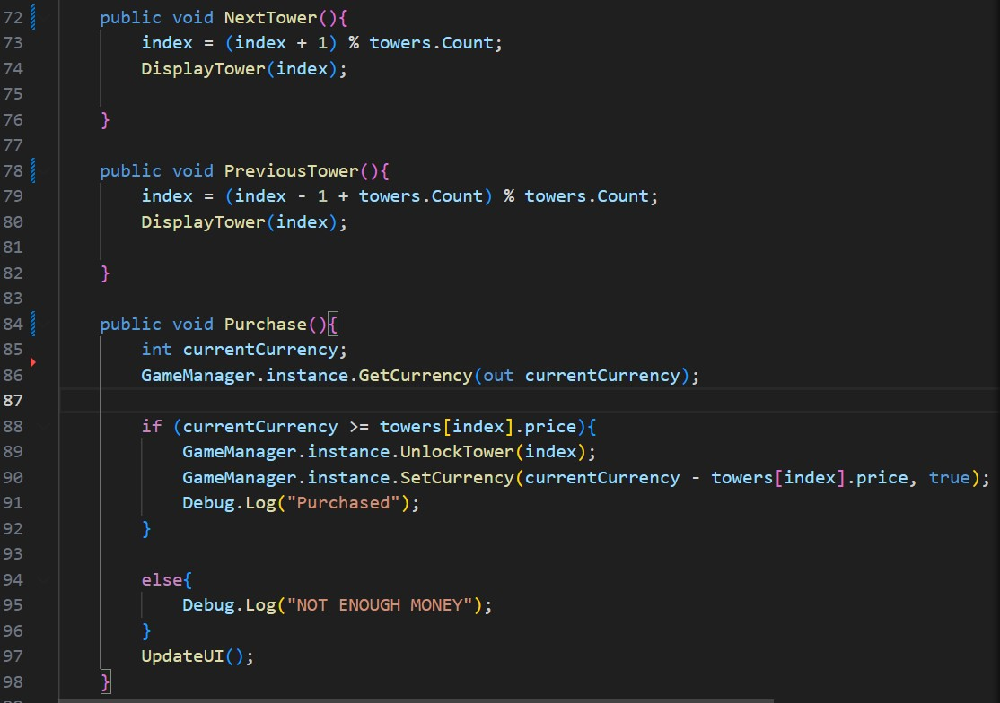 72 public void NextTower(){
73 index = (index + 1) % towers.Count;
74 DisplayTower(index);
75
76 }
77
78 public void PreviousTower(){
79 index = (index - 1 + towers.Count) % towers.Count;
80 DisplayTower(index);
81
82 }
83
84 public void Purchase(){
85 int currentCurrency;
86 GameManager.instance.GetCurrency(out currentCurrency);
87
88 if (currentCurrency >= towers[index].price){
89 GameManager.instance.UnlockTower(index);
90 GameManager.instance.SetCurrency(currentCurrency - towers[index].price, true);
91 Debug.Log("Purchased");
92 }
93
94 else{
95 Debug.Log("NOT ENOUGH MONEY");
96 }
97 UpdateUI();
98 }